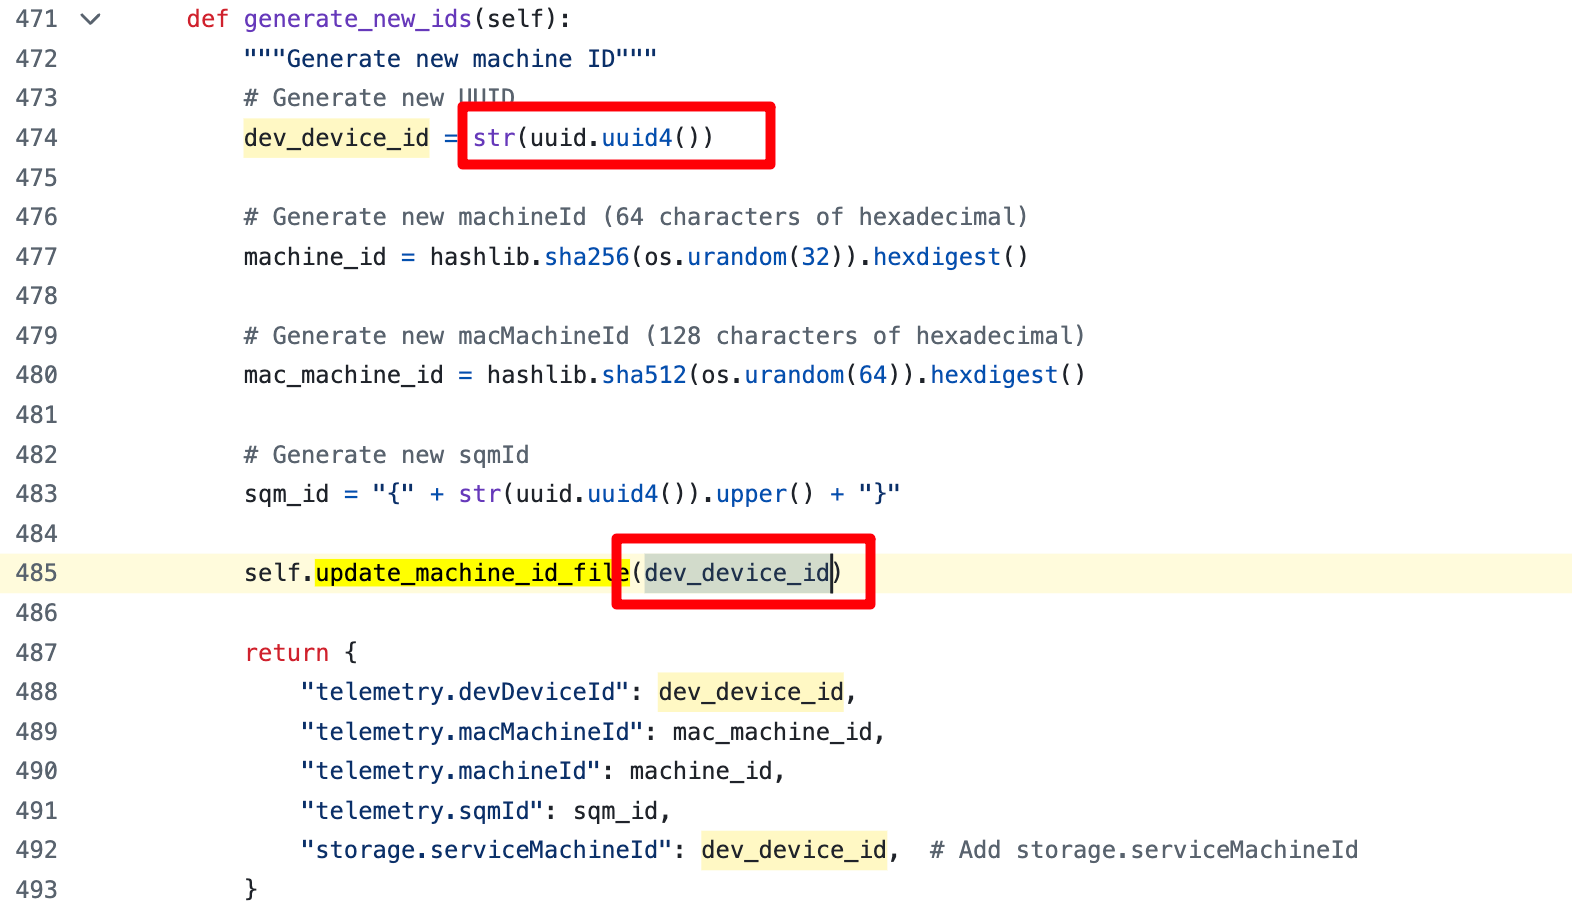 471 def generate_new_ids(self):
472 """Generate new machine ID"""
473 # Generate new UUID
474 dev_device_id = str(uuid.uuid4())
475
476 # Generate new machineId (64 characters of hexadecimal)
477 machine_id = hashlib.sha256(os.urandom(32)).hexdigest()
478
479 # Generate new macMachineId (128 characters of hexadecimal)
480 mac_machine_id = hashlib.sha512(os.urandom(64)).hexdigest()
481
482 # Generate new sqmId
483 sqm_id = "{" + str(uuid.uuid4()).upper() + "}"
484
485 self.update_machine_id_file(dev_device_id)
486
487 return {
488 "telemetry.devDeviceId": dev_device_id,
489 "telemetry.macMachineId": mac_machine_id,
490 "telemetry.machineId": machine_id,
491 "telemetry.sqmId": sqm_id,
492 "storage.serviceMachineId": dev_device_id,  # Add storage.serviceMachineId
493 }